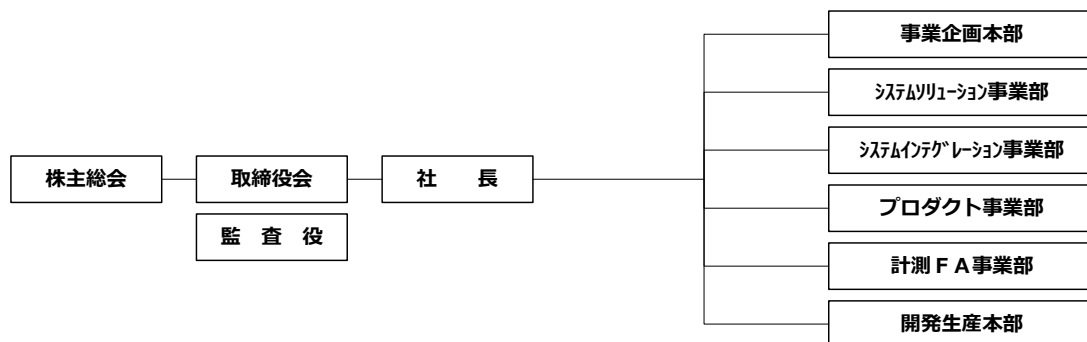 事業企画本部
ｼｽﾃﾑｿﾘｭｰｼｮﾝ事業部
ｼｽﾃﾑｲﾝﾃｸﾞﾚｰｼｮﾝ事業部
株主総会
取締役会
社　　長
プロダクト事業部
監　査　役
計測ＦＡ事業部
開発生産本部